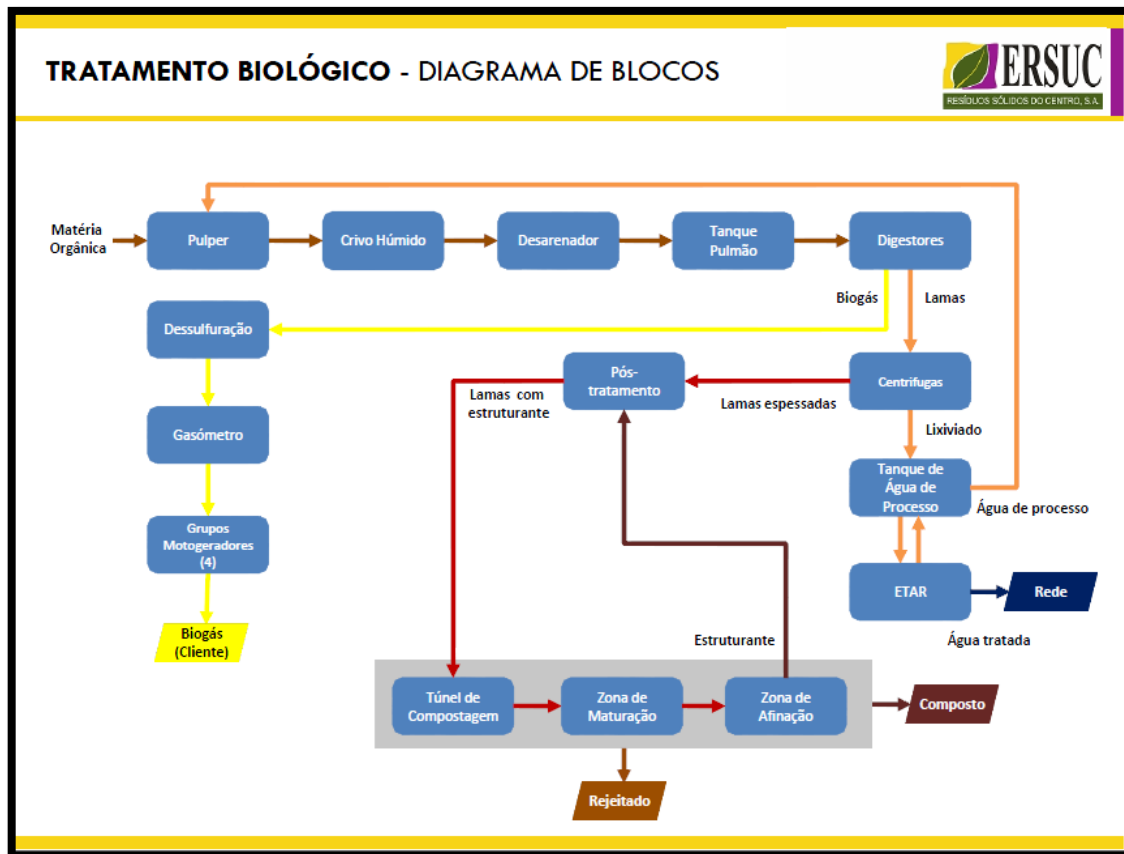 TRATAMENTO BIOLÓGICO - DIAGRAMA DE BLOCOS
ERSUC
RESÍDUOS SÓLIDOS DO CENTRO, S.A.
Matéria
Orgânica
Pulper
Crivo Húmido
Desarenador
Tanque
Pulmão
Digestores
Biogás
Lamas
Dessulfuração
Pós-
tratamento
Centrifugas
Lamas com
estruturante
Lamas espessadas
Lixiviado
Gasómetro
Tanque de
Água de
Processo
Água de processo
Grupos
Motogeradores
(4)
ETAR
Rede
Biogás
(Cliente)
Estruturante
Água tratada
Túnel de
Compostagem
Zona de
Maturação
Zona de
Afinação
Composto
Rejeitado